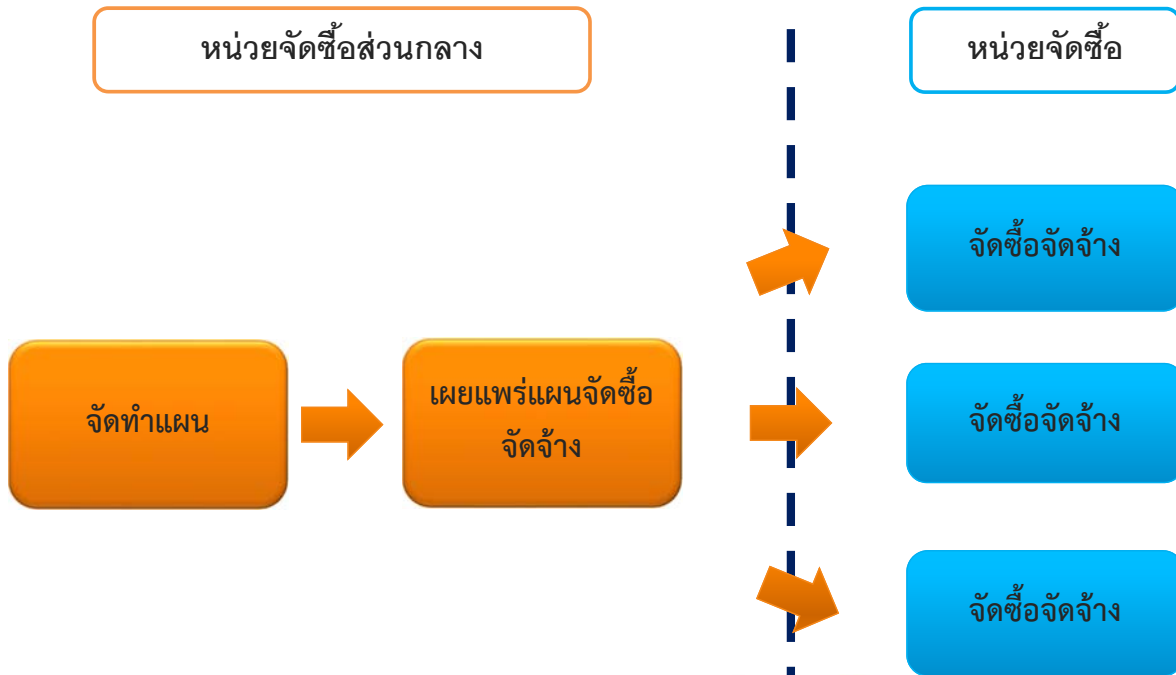 หน่วยจัดซื้อส่วนกลาง
หน่วยจัดซื้อ
จัดทำแผน
เผยแพร่แผนจัดซื้อ
จัดจ้าง
จัดซื้อจัดจ้าง
จัดซื้อจัดจ้าง
จัดซื้อจัดจ้าง